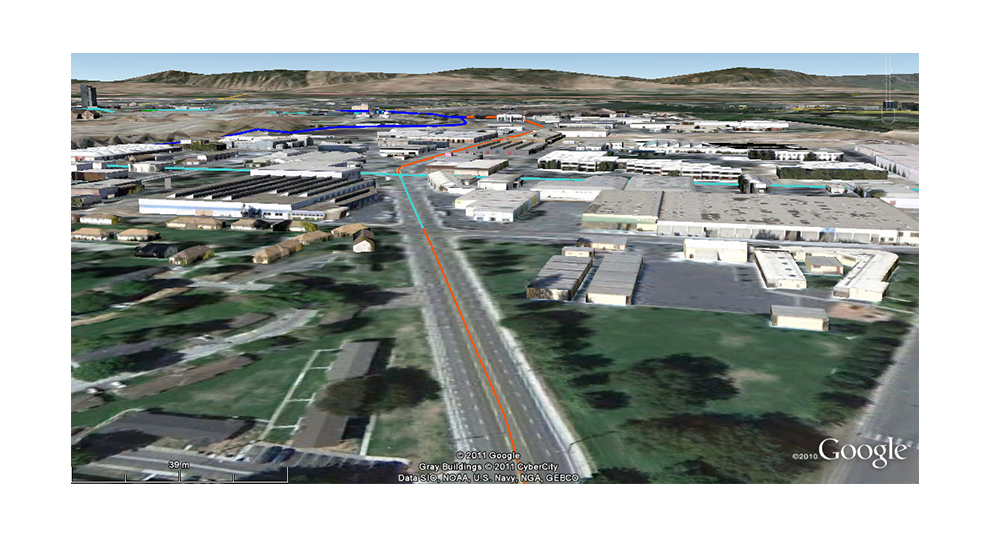 39 m
© 2011 Google
Gray Buildings © 2011 CyberCity
Data SIO, NOAA, U.S. Navy, NGA, GEBCO
©2010 Google